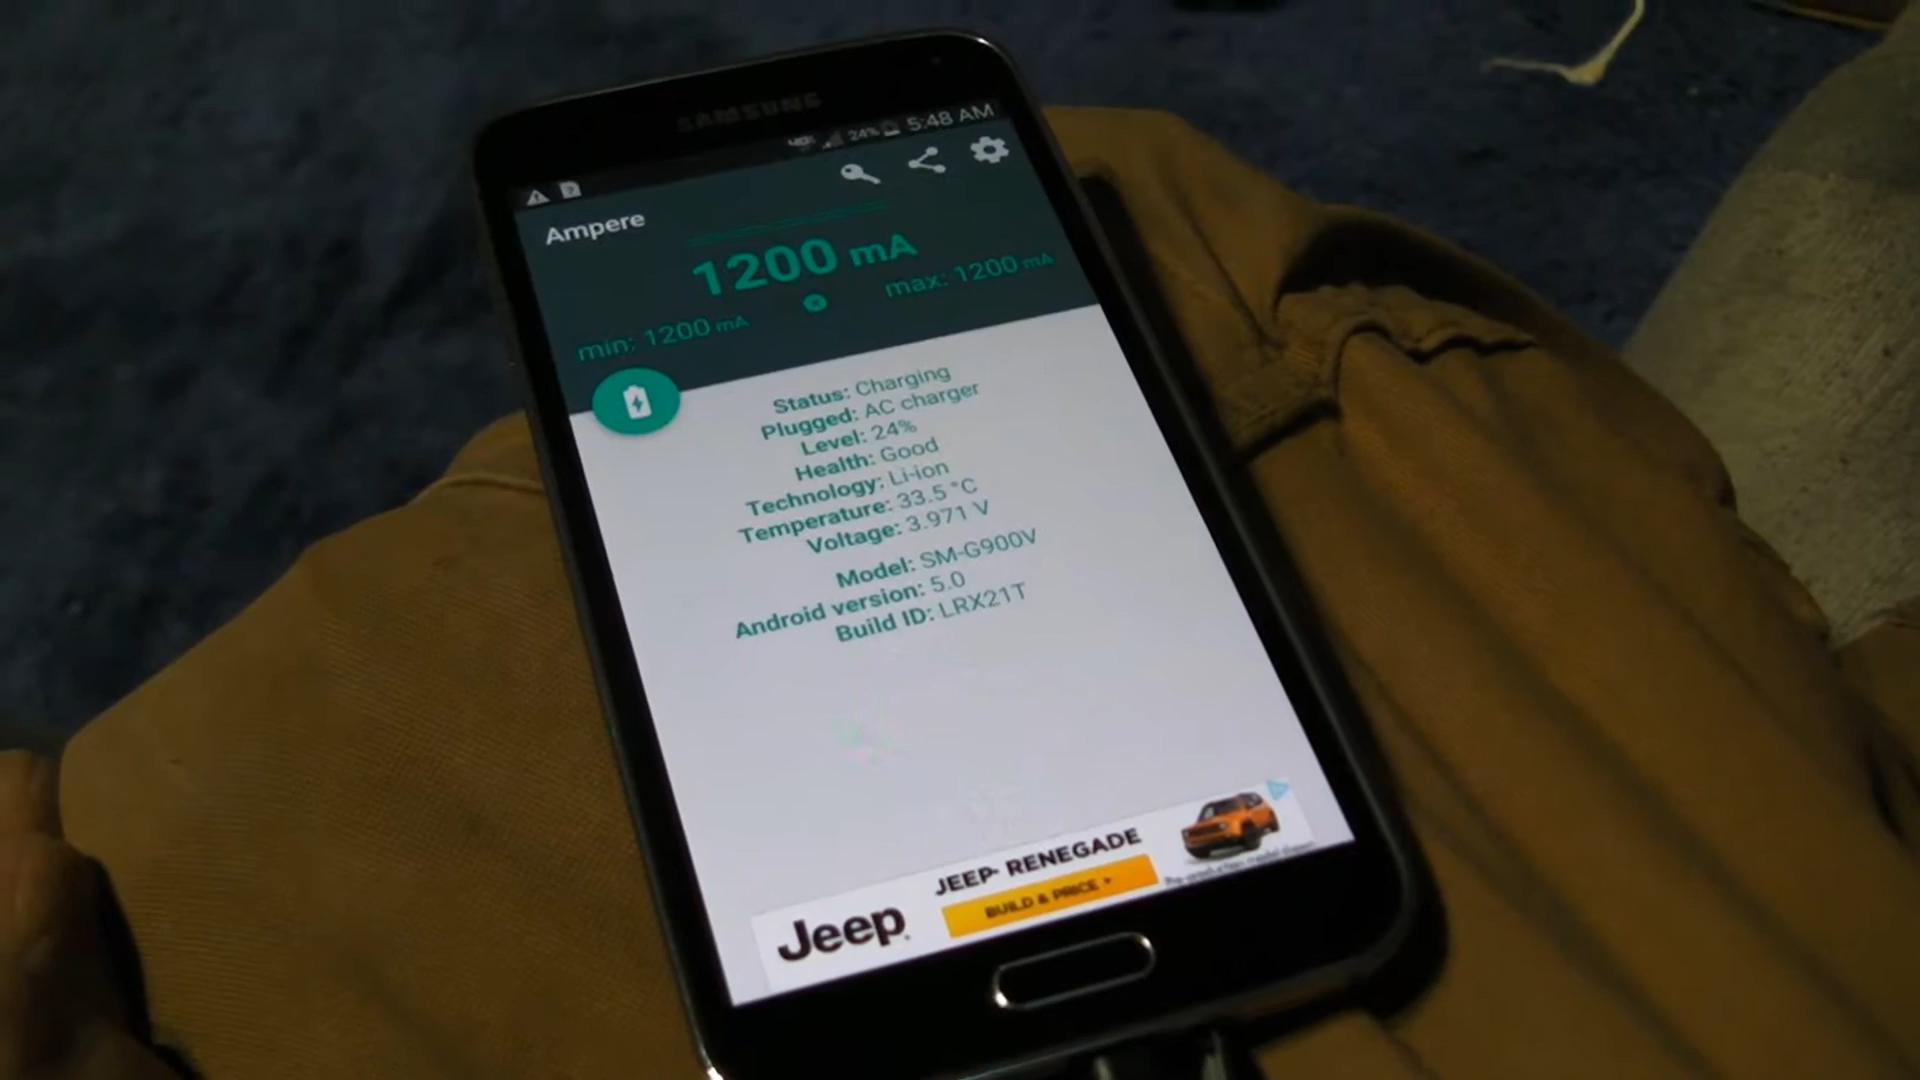 SAMSUNG
24% 5:48 AM
Ampere
1200 mA
min: 1200 mA
max: 1200 mA
Status: Charging
Plugged: AC charger
Level: 24%
Health: Good
Technology: Li-ion
Temperature: 33.5 °C
Voltage: 3.971 V
Model: SM-G900V
Android version: 5.0
Build ID: LRX21T
Jeep
JEEP RENEGADE
BUILD & PRICE >